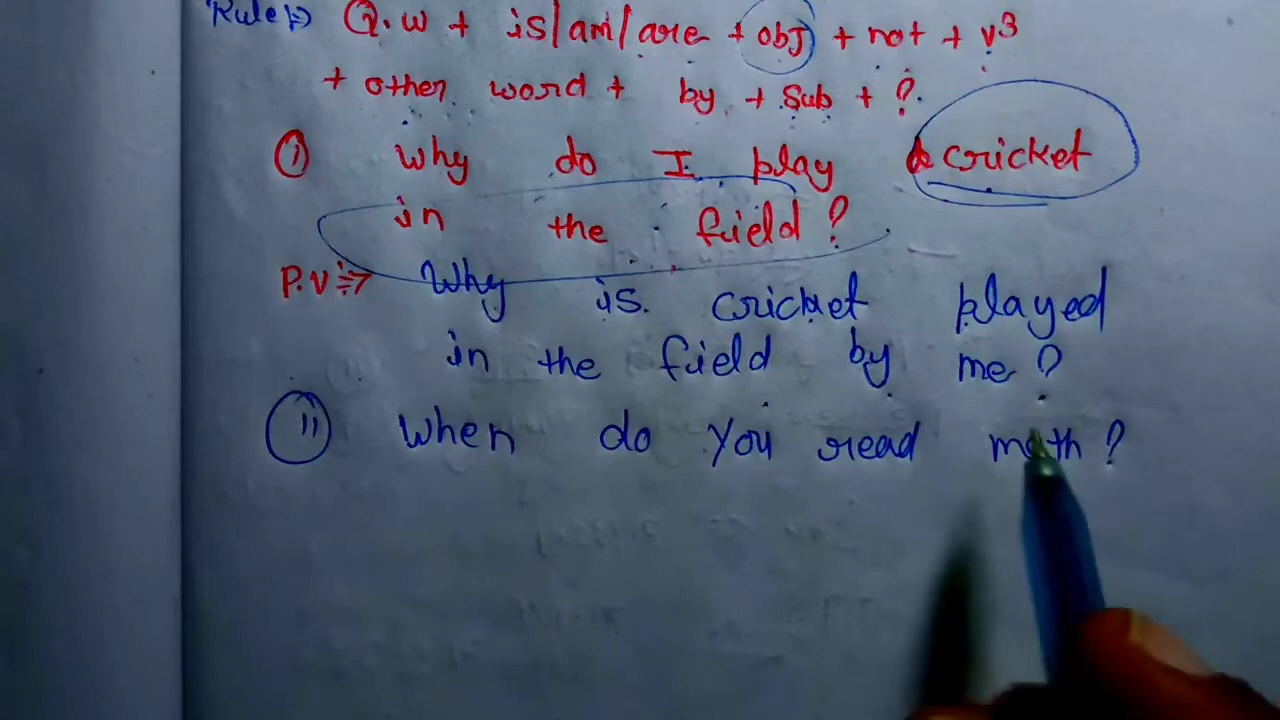 Rule:> Q.w + is/am/are + obj + not + v³
+ other word + by + Sub + ?
(i) why do I play cricket
in the field?
P.V:-> Why is cricket played
in the field by me?
(ii) when do you read math?